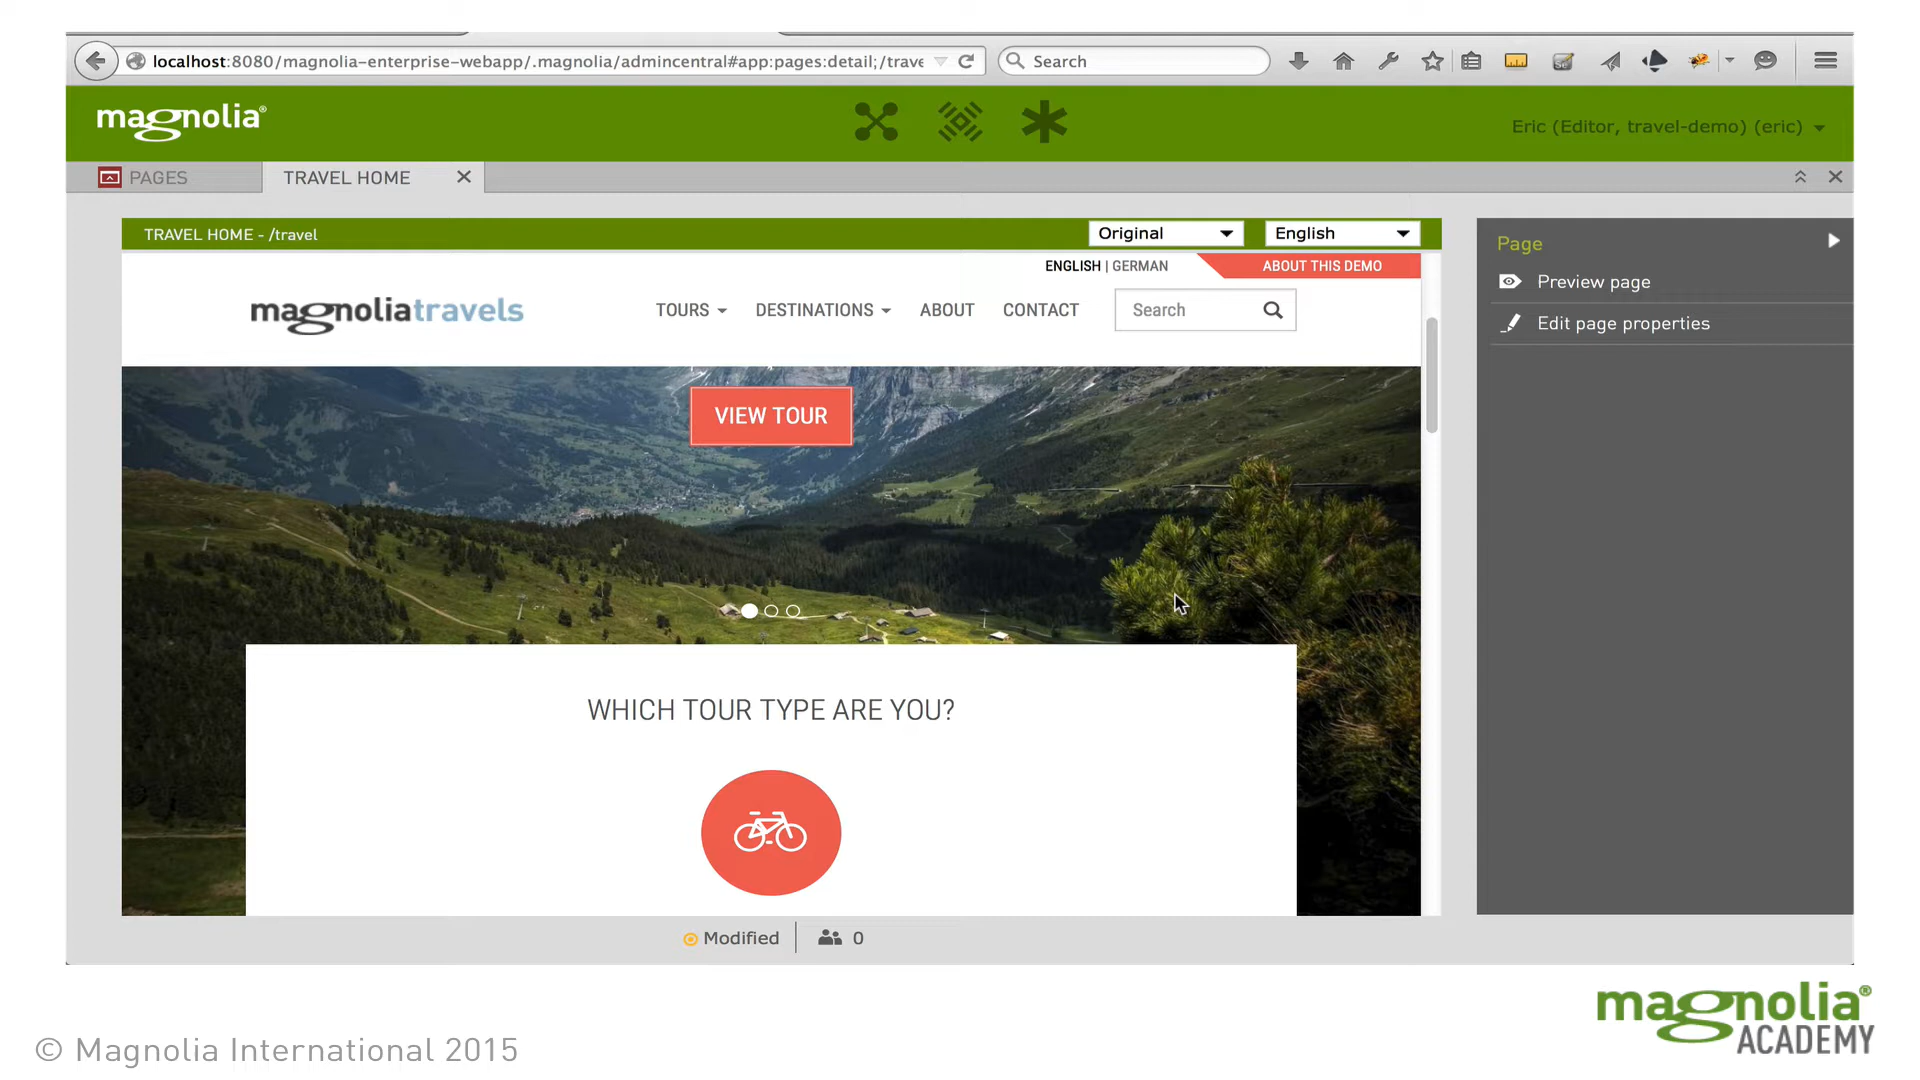 localhost:8080/magnolia-enterprise-webapp/.magnolia/admincentral#app:pages:detail;/trave
Search
magnolia®
Eric (Editor, travel-demo) (eric)
PAGES
TRAVEL HOME
TRAVEL HOME - /travel
Original
English
Page
Preview page
Edit page properties
ENGLISH | GERMAN
ABOUT THIS DEMO
magnoliatravels
TOURS
DESTINATIONS
ABOUT
CONTACT
Search
VIEW TOUR
WHICH TOUR TYPE ARE YOU?
Modified
0
magnolia®
ACADEMY
© Magnolia International 2015